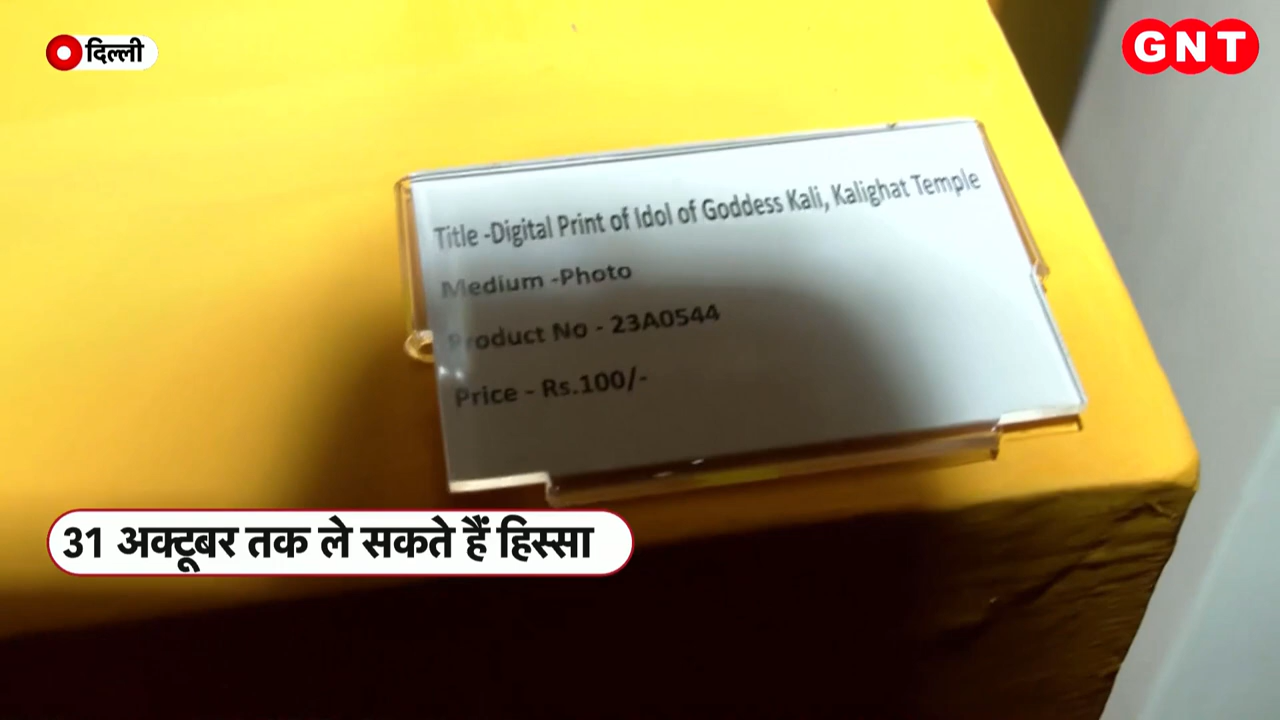 दिल्ली
GNT
Title -Digital Print of Idol of Goddess Kali, Kalighat Temple
Medium -Photo
Product No - 23A0544
Price - Rs.100/-
31 अक्टूबर तक ले सकते हैं हिस्सा